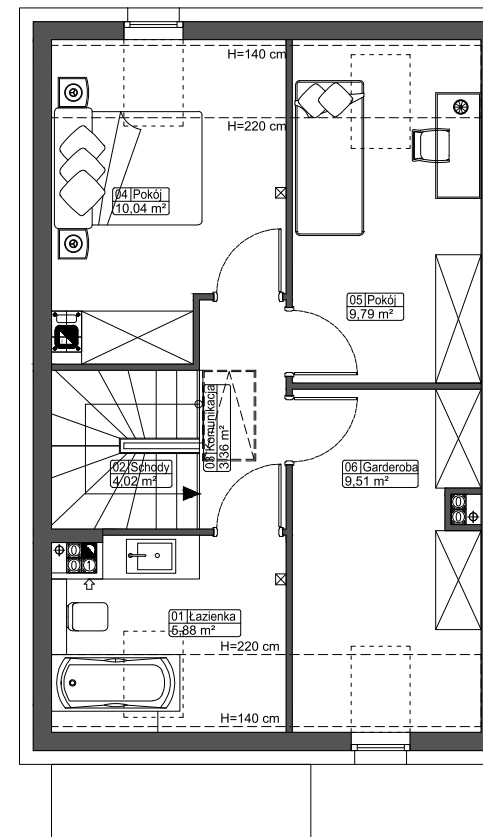 H=140 cm
H=220 cm
04 Pokój
10,04 m²
05 Pokój
9,79 m²
03 Komunikacja
3,36 m²
02 Schody
4,02 m²
06 Garderoba
9,51 m²
01 Łazienka
5,88 m²
H=220 cm
H=140 cm